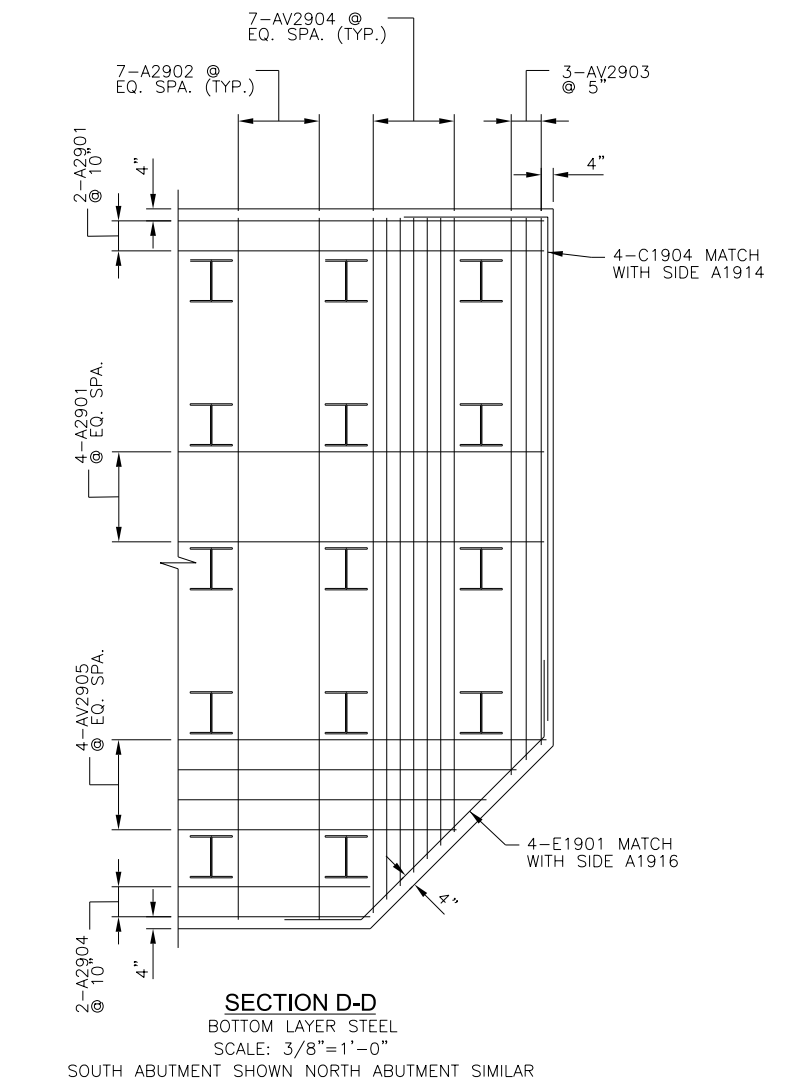 7-AV2904 @
EQ. SPA. (TYP.)
7-A2902 @
EQ. SPA. (TYP.)
3-AV2903
@ 5"
2-A2901
@ 10"
4"
4"
4-C1904 MATCH
WITH SIDE A1914
4-A2901
@ EQ. SPA.
4-AV2905
@ EQ. SPA.
4-E1901 MATCH
WITH SIDE A1916
4"
2-A2904
@ 10"
4"
SECTION D-D
BOTTOM LAYER STEEL
SCALE: 3/8"=1'-0"
SOUTH ABUTMENT SHOWN NORTH ABUTMENT SIMILAR